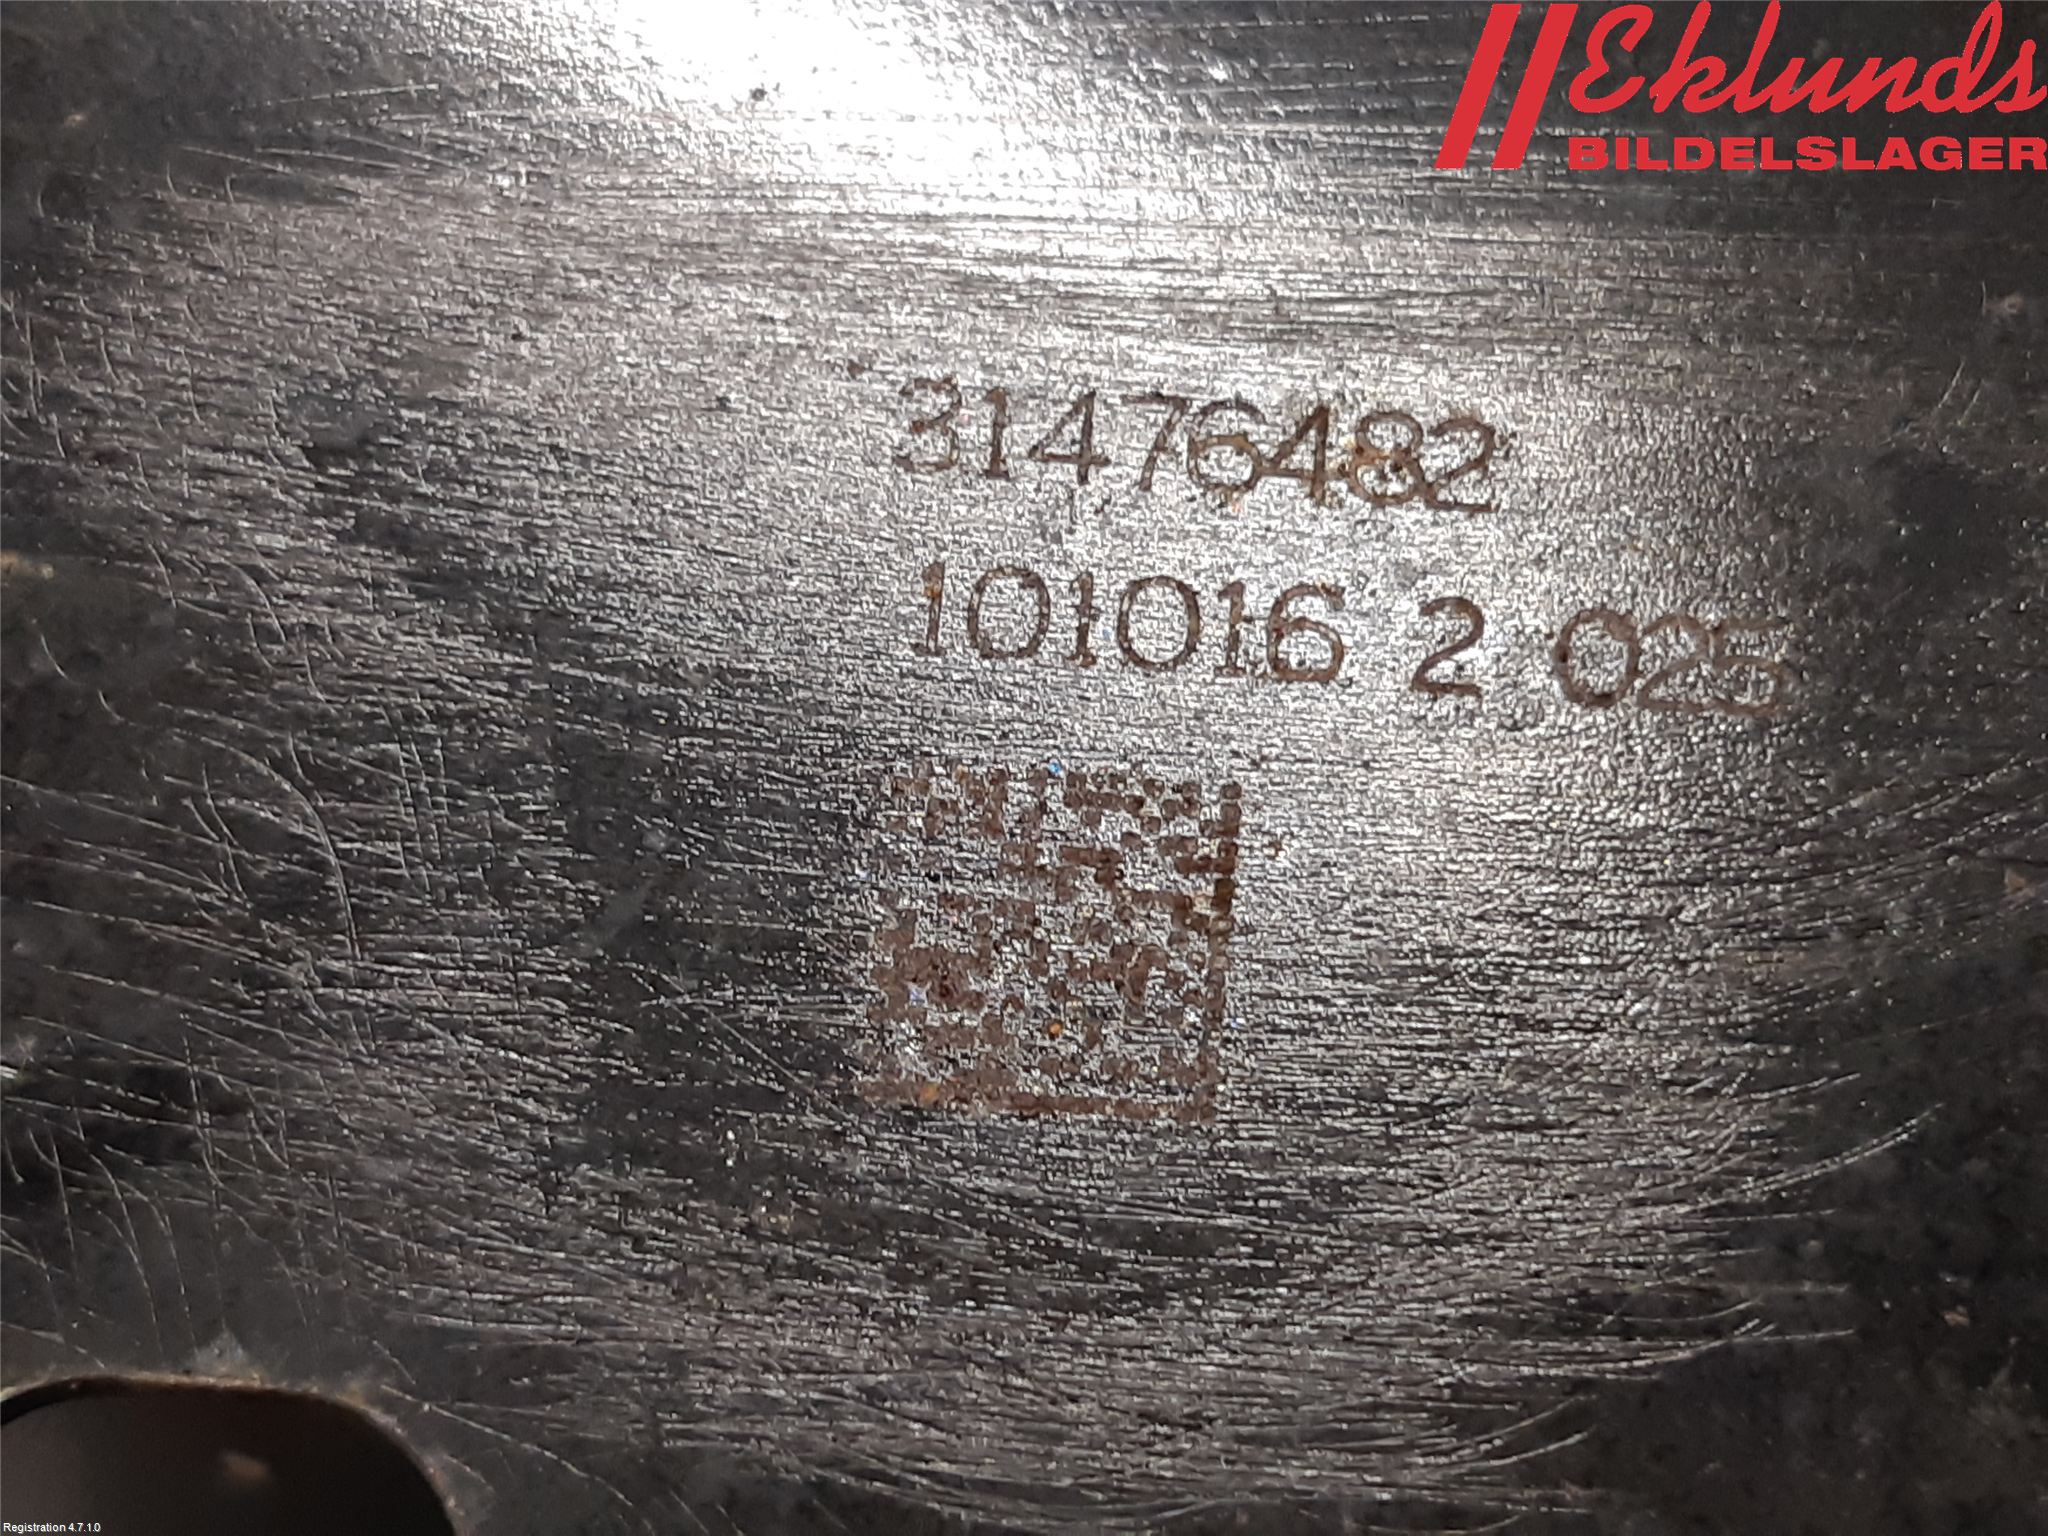 Eklunds
BILDELSLAGER
31476482
101016 2 025
Registration 4.7.1.0